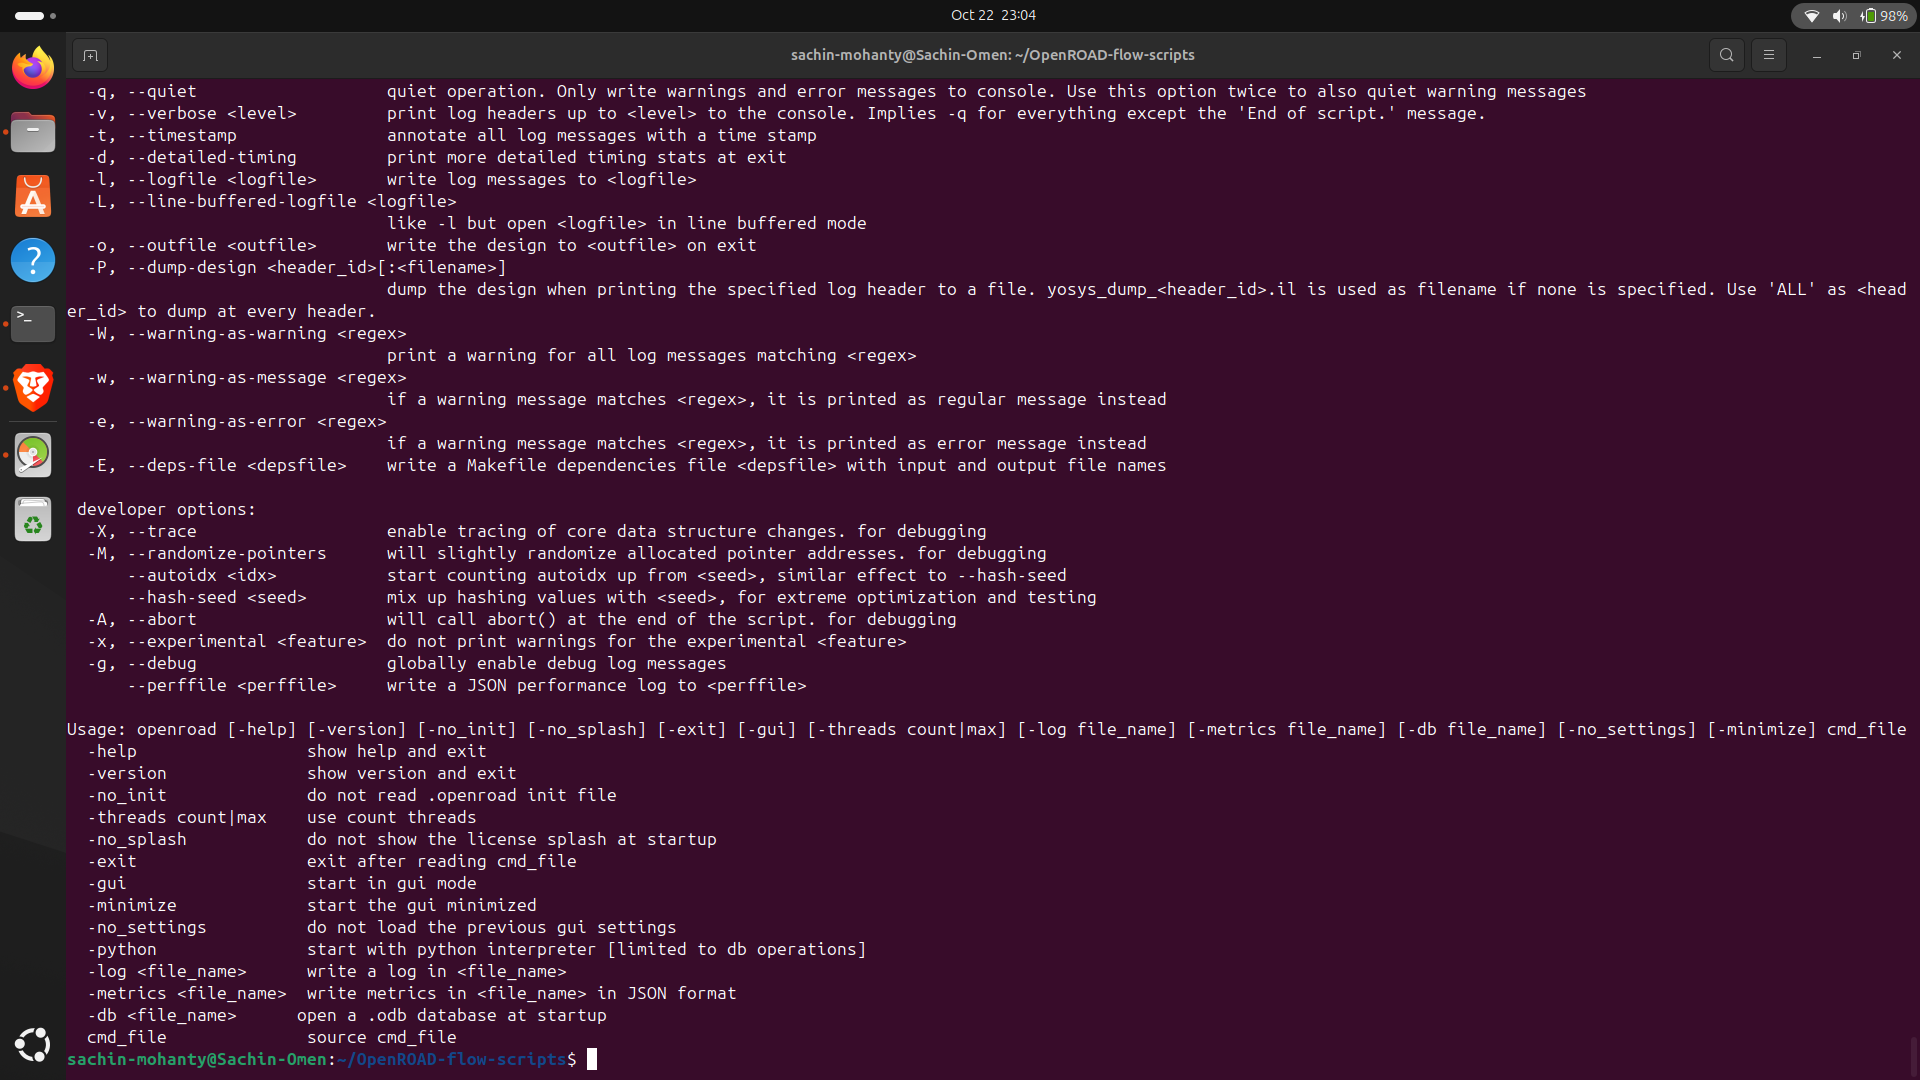 Oct 22 23:04
98%
sachin-mohanty@Sachin-Omen: ~/OpenROAD-flow-scripts
-q, --quiet quiet operation. Only write warnings and error messages to console. Use this option twice to also quiet warning messages
-v, --verbose <level> print log headers up to <level> to the console. Implies -q for everything except the 'End of script.' message.
-t, --timestamp annotate all log messages with a time stamp
-d, --detailed-timing print more detailed timing stats at exit
-l, --logfile <logfile> write log messages to <logfile>
-L, --line-buffered-logfile <logfile>
like -l but open <logfile> in line buffered mode
-o, --outfile <outfile> write the design to <outfile> on exit
-P, --dump-design <header_id>[:<filename>]
dump the design when printing the specified log header to a file. yosys_dump_<header_id>.il is used as filename if none is specified. Use 'ALL' as <head
er_id> to dump at every header.
-W, --warning-as-warning <regex>
print a warning for all log messages matching <regex>
-w, --warning-as-message <regex>
if a warning message matches <regex>, it is printed as regular message instead
-e, --warning-as-error <regex>
if a warning message matches <regex>, it is printed as error message instead
-E, --deps-file <depsfile> write a Makefile dependencies file <depsfile> with input and output file names
developer options:
-X, --trace enable tracing of core data structure changes. for debugging
-M, --randomize-pointers will slightly randomize allocated pointer addresses. for debugging
--autoidx <idx> start counting autoidx up from <seed>, similar effect to --hash-seed
--hash-seed <seed> mix up hashing values with <seed>, for extreme optimization and testing
-A, --abort will call abort() at the end of the script. for debugging
-x, --experimental <feature> do not print warnings for the experimental <feature>
-g, --debug globally enable debug log messages
--perffile <perffile> write a JSON performance log to <perffile>
Usage: openroad [-help] [-version] [-no_init] [-no_splash] [-exit] [-gui] [-threads count|max] [-log file_name] [-metrics file_name] [-db file_name] [-no_settings] [-minimize] cmd_file
-help show help and exit
-version show version and exit
-no_init do not read .openroad init file
-threads count|max use count threads
-no_splash do not show the license splash at startup
-exit exit after reading cmd_file
-gui start in gui mode
-minimize start the gui minimized
-no_settings do not load the previous gui settings
-python start with python interpreter [limited to db operations]
-log <file_name> write a log in <file_name>
-metrics <file_name> write metrics in <file_name> in JSON format
-db <file_name> open a .odb database at startup
cmd_file source cmd_file
sachin-mohanty@Sachin-Omen:~/OpenROAD-flow-scripts$